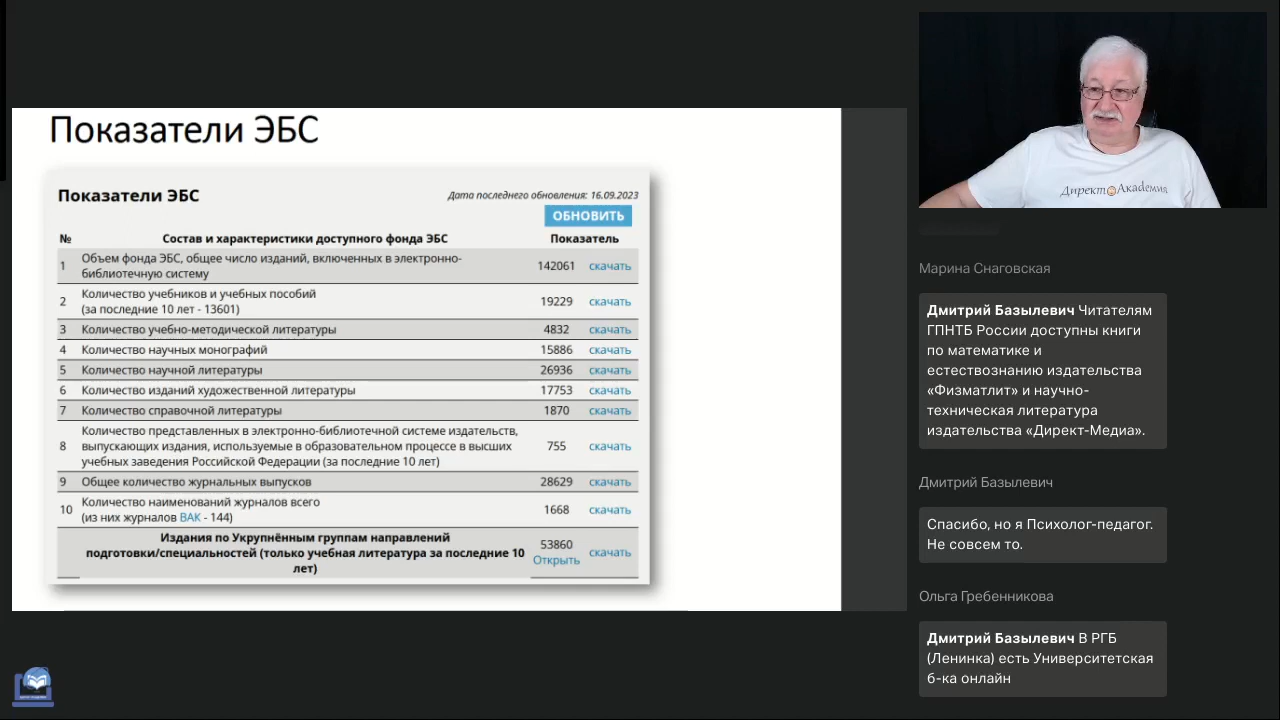 Показатели ЭБС
Показатели ЭБС
Дата последнего обновления: 16.09.2023
ОБНОВИТЬ
№ Состав и характеристики доступного фонда ЭБС Показатель
1 Объем фонда ЭБС, общее число изданий, включенных в электронно-
библиотечную систему 142061 скачать
2 Количество учебников и учебных пособий
(за последние 10 лет - 13601) 19229 скачать
3 Количество учебно-методической литературы 4832 скачать
4 Количество научных монографий 15886 скачать
5 Количество научной литературы 26936 скачать
6 Количество изданий художественной литературы 17753 скачать
7 Количество справочной литературы 1870 скачать
8 Количество представленных в электронно-библиотечной системе издательств,
выпускающих издания, используемые в образовательном процессе в высших
учебных заведения Российской Федерации (за последние 10 лет) 755 скачать
9 Общее количество журнальных выпусков 28629 скачать
10 Количество наименований журналов всего
(из них журналов ВАК - 144) 1668 скачать
Издания по Укрупнённым группам направлений
подготовки/специальностей (только учебная литература за последние 10
лет) 53860 скачать
Открыть
Директ Академия
Марина Снаговская
Дмитрий Базылевич Читателям
ГПНТБ России доступны книги
по математике и
естествознанию издательства
«Физматлит» и научно-
техническая литература
издательства «Директ-Медиа».
Дмитрий Базылевич
Спасибо, но я Психолог-педагог.
Не совсем то.
Ольга Гребенникова
Дмитрий Базылевич В РГБ
(Ленинка) есть Университетская
б-ка онлайн